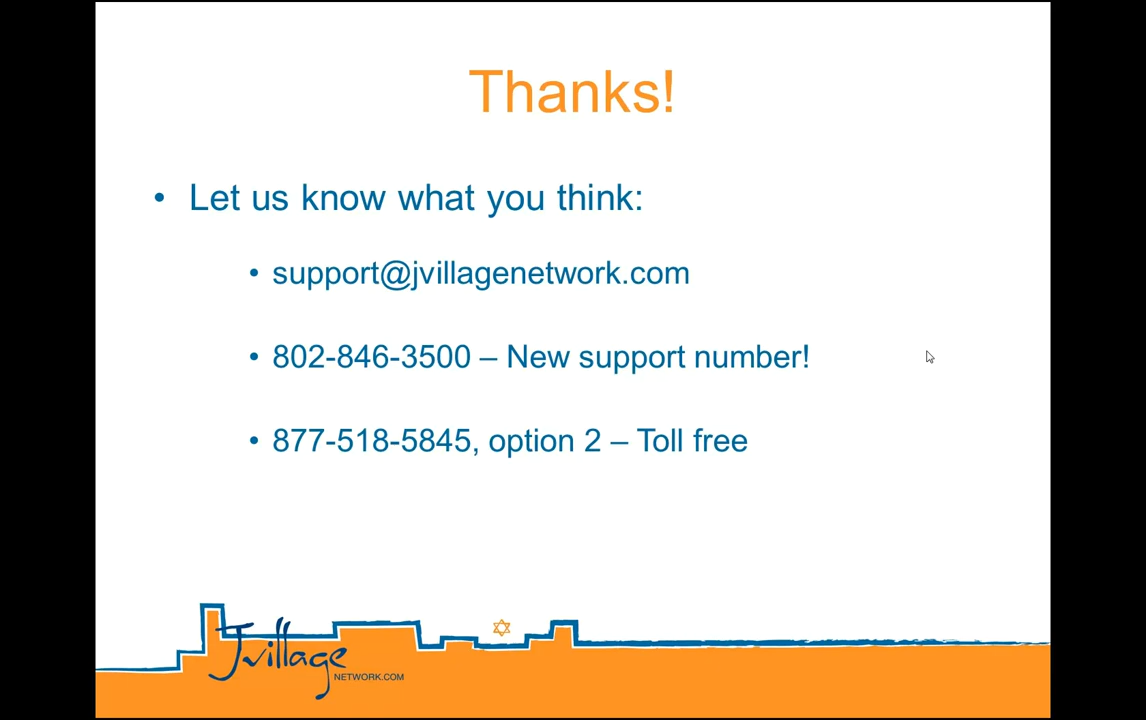 Thanks!
• Let us know what you think:
• support@jvillagenetwork.com
• 802-846-3500 – New support number!
• 877-518-5845, option 2 – Toll free
Jvillage
NETWORK.COM